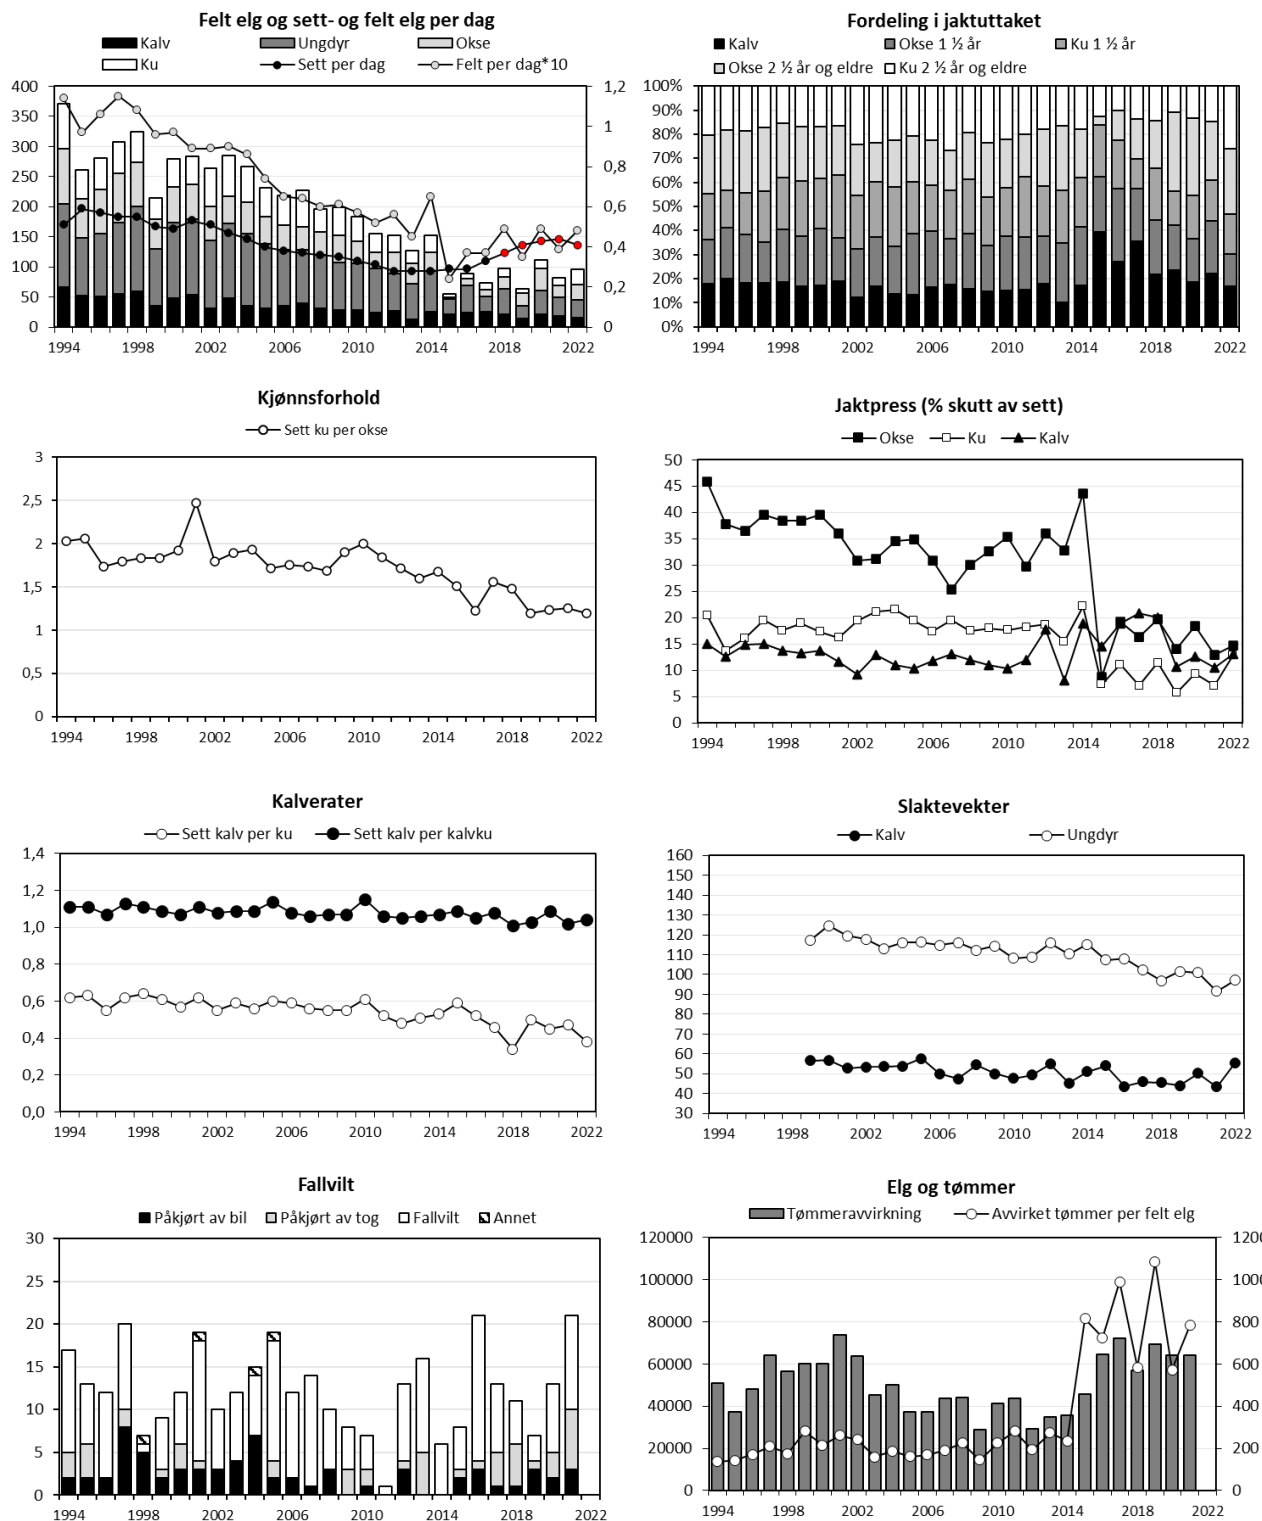 Felt elg og sett- og felt elg per dag
Kalv Ungdyr Okse
Ku Sett per dag Felt per dag*10
400 350 300 250 200 150 100 50 0
1,2 1 0,8 0,6 0,4 0,2 0
1994 1998 2002 2006 2010 2014 2018 2022
Fordeling i jaktuttaket
Kalv Okse 1 ½ år Ku 1 ½ år
Okse 2 ½ år og eldre Ku 2 ½ år og eldre
100% 90% 80% 70% 60% 50% 40% 30% 20% 10% 0%
1994 1998 2002 2006 2010 2014 2018 2022
Kjønnsforhold
Sett ku per okse
3 2,5 2 1,5 1 0,5 0
1994 1998 2002 2006 2010 2014 2018 2022
Jaktpress (% skutt av sett)
Okse Ku Kalv
50 45 40 35 30 25 20 15 10 5 0
1994 1998 2002 2006 2010 2014 2018 2022
Kalverater
Sett kalv per ku Sett kalv per kalvku
1,4 1,2 1,0 0,8 0,6 0,4 0,2 0,0
1994 1998 2002 2006 2010 2014 2018 2022
Slaktevekter
Kalv Ungdyr
160 150 140 130 120 110 100 90 80 70 60 50 40 30
1994 1998 2002 2006 2010 2014 2018 2022
Fallvilt
Påkjørt av bil Påkjørt av tog Fallvilt Annet
30 25 20 15 10 5 0
1994 1998 2002 2006 2010 2014 2018 2022
Elg og tømmer
Tømmeravvirkning Avvirket tømmer per felt elg
120000 100000 80000 60000 40000 20000 0
1200 1000 800 600 400 200 0
1994 1998 2002 2006 2010 2014 2018 2022